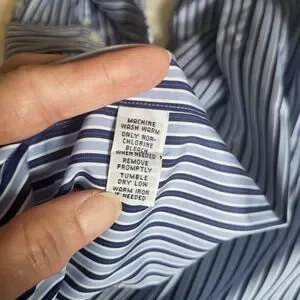 MACHINE
WASH WARM
ONLY NON-
CHLORINE
BLEACH
WHEN NEEDED
REMOVE
PROMPTLY
TUMBLE
DRY LOW
WARM IRON
IF NEEDED